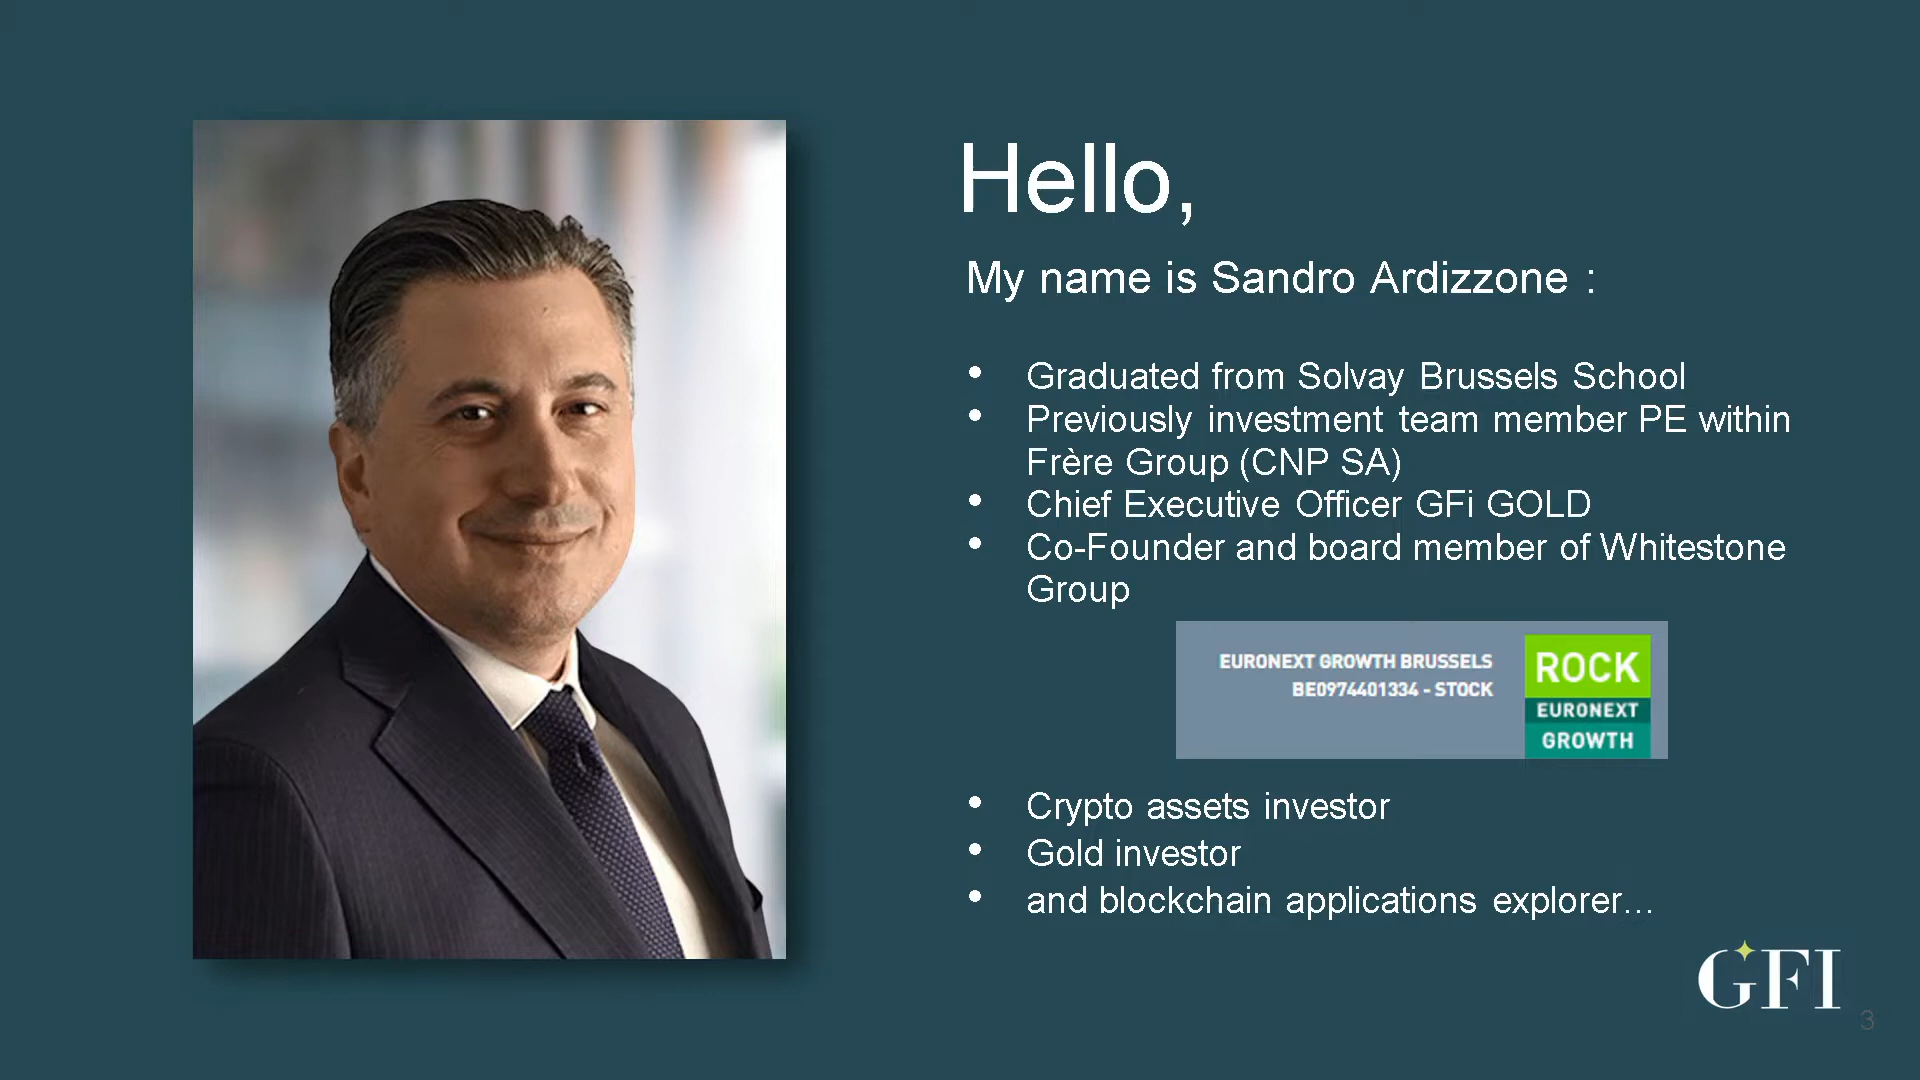 Hello,
My name is Sandro Ardizzone :
• Graduated from Solvay Brussels School
• Previously investment team member PE within
Frère Group (CNP SA)
• Chief Executive Officer GFi GOLD
• Co-Founder and board member of Whitestone
Group
EURONEXT GROWTH BRUSSELS
BE0974401334 - STOCK
ROCK
EURONEXT
GROWTH
• Crypto assets investor
• Gold investor
• and blockchain applications explorer…
GFI
3